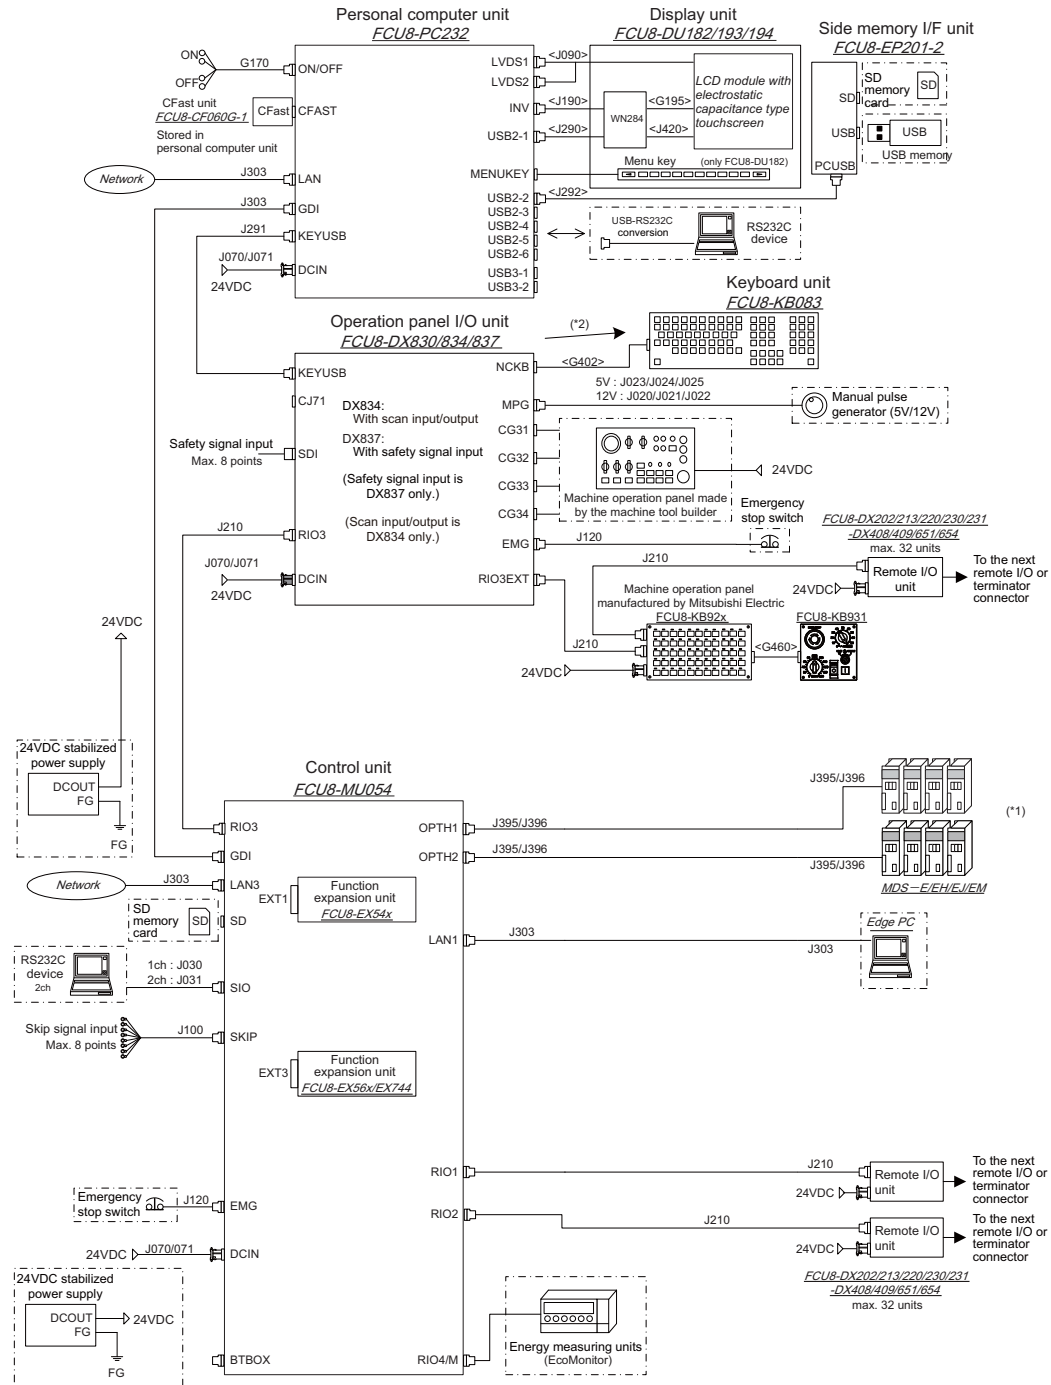 Personal computer unit
FCU8-PC232
Display unit
FCU8-DU182/193/194
Side memory I/F unit
FCU8-EP201-2
ON
OFF
G170
ON/OFF
CFast unit
FCU8-CF060G-1
CFast
CFAST
Stored in
personal computer unit
Network
J303
LAN
J303
GDI
J291
KEYUSB
J070/J071
24VDC
DCIN
LVDS1
LVDS2
INV
USB2-1
MENUKEY
USB2-2
USB2-3
USB2-4
USB2-5
USB2-6
USB3-1
USB3-2
<J090>
<J190>
<J290>
WN284
<G195>
<J420>
LCD module with
electrostatic
capacitance type
touchscreen
Menu key
(only FCU8-DU182)
<J292>
SD
USB
PCUSB
SD
memory
card
SD
USB
USB memory
USB-RS232C
conversion
RS232C
device
Keyboard unit
FCU8-KB083
Operation panel I/O unit
FCU8-DX830/834/837
(*2)
KEYUSB
CJ71
Safety signal input
Max. 8 points
SDI
J210
RIO3
J070/J071
24VDC
DCIN
DX834:
With scan input/output
DX837:
With safety signal input
(Safety signal input is
DX837 only.)
(Scan input/output is
DX834 only.)
NCKB
MPG
CG31
CG32
CG33
CG34
EMG
RIO3EXT
<G402>
5V : J023/J024/J025
12V : J020/J021/J022
Manual pulse
generator (5V/12V)
24VDC
Machine operation panel made
by the machine tool builder
Emergency
stop switch
J120
FCU8-DX202/213/220/230/231
-DX408/409/651/654
max. 32 units
J210
Remote I/O
unit
24VDC
To the next
remote I/O or
terminator
connector
Machine operation panel
manufactured by Mitsubishi Electric
FCU8-KB92x
FCU8-KB931
J210
24VDC
<G460>
24VDC
24VDC stabilized
power supply
DCOUT
FG
FG
Control unit
FCU8-MU054
RIO3
GDI
Network
J303
LAN3
SD
memory
card
SD
SD
RS232C
device
2ch
1ch : J030
2ch : J031
SIO
Skip signal input
Max. 8 points
J100
SKIP
EXT1
Function
expansion unit
FCU8-EX54x
EXT3
Function
expansion unit
FCU8-EX56x/EX744
OPTH1
J395/J396
J395/J396
(*1)
OPTH2
J395/J396
J395/J396
MDS－E/EH/EJ/EM
LAN1
J303
J303
Edge PC
RIO1
J210
Remote I/O
unit
24VDC
To the next
remote I/O or
terminator
connector
RIO2
J210
Remote I/O
unit
24VDC
To the next
remote I/O or
terminator
connector
FCU8-DX202/213/220/230/231
-DX408/409/651/654
max. 32 units
Emergency
stop switch
J120
EMG
24VDC
J070/071
DCIN
24VDC stabilized
power supply
DCOUT
24VDC
FG
FG
BTBOX
RIO4/M
Energy measuring units
(EcoMonitor)